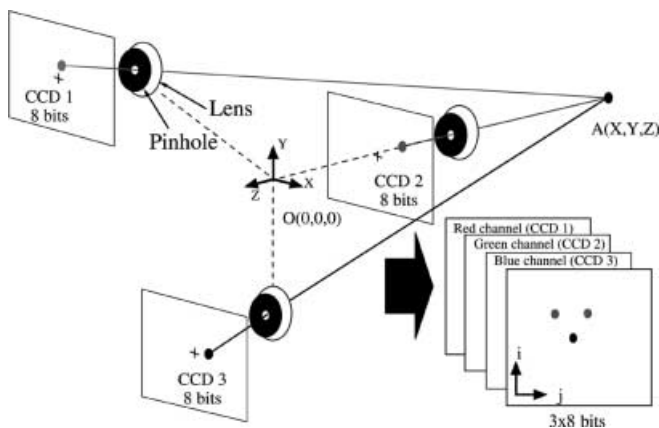 CCD 1
8 bits
Lens
Pinhole
A(X,Y,Z)
Y
Z
X
O(0,0,0)
CCD 2
8 bits
Red channel (CCD 1)
Green channel (CCD 2)
Blue channel (CCD 3)
CCD 3
8 bits
i
j
3x8 bits